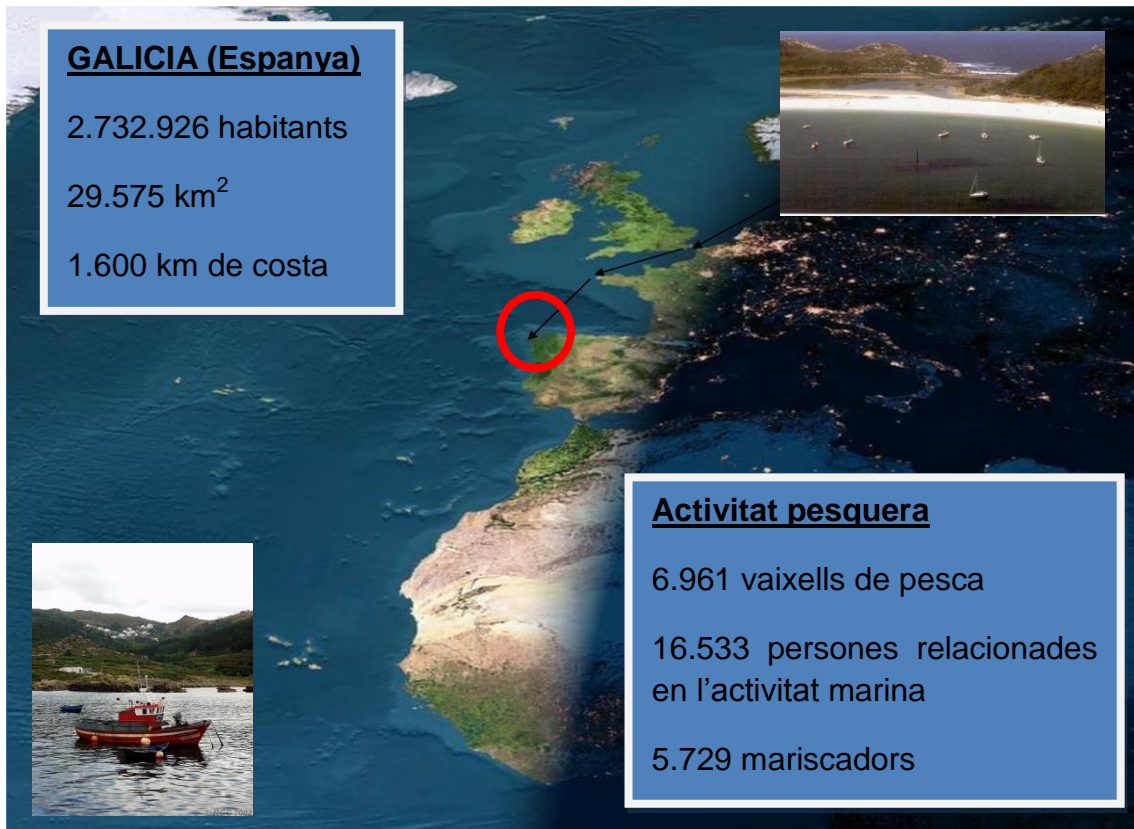 GALICIA (Espanya)
2.732.926 habitants
29.575 km²
1.600 km de costa
Activitat pesquera
6.961 vaixells de pesca
16.533 persones relacionades
en l’activitat marina
5.729 mariscadors